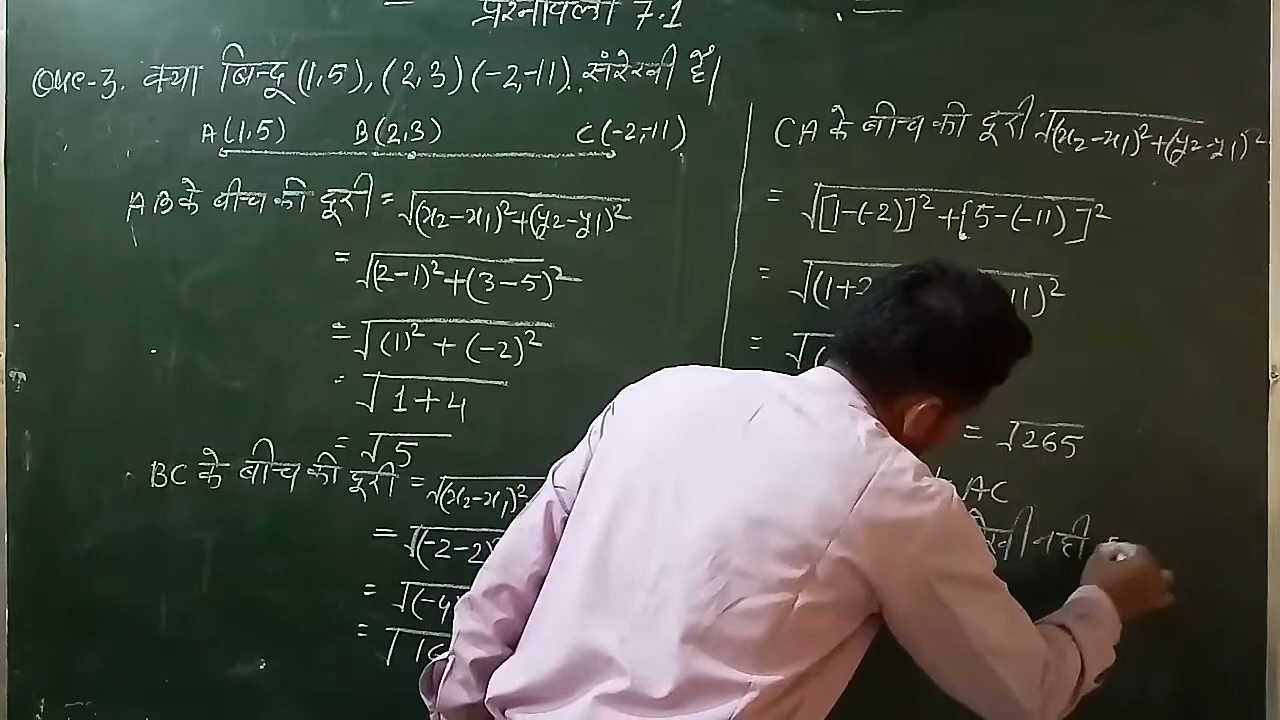 प्रश्नावली 7.1
Que-3. क्या बिन्दू (1,5), (2,3) (-2,-11). संरेखी हैं।
A(1,5) B(2,3) C(-2,-11)
AB के बीच की दूरी = √(x2-x1)²+(y2-y1)²
= √(2-1)²+(3-5)²
= √(1)²+(-2)²
= √1+4
= √5
BC के बीच की दूरी = √(x2-x1)²
= √(-2-2)
= √(-4
= √
CA के बीच की दूरी √(x2-x1)²+(y2-y1)²
= √[1-(-2)]²+[5-(-11)]²
= √(1+2 11)²
= √(
= √265
AC
नही